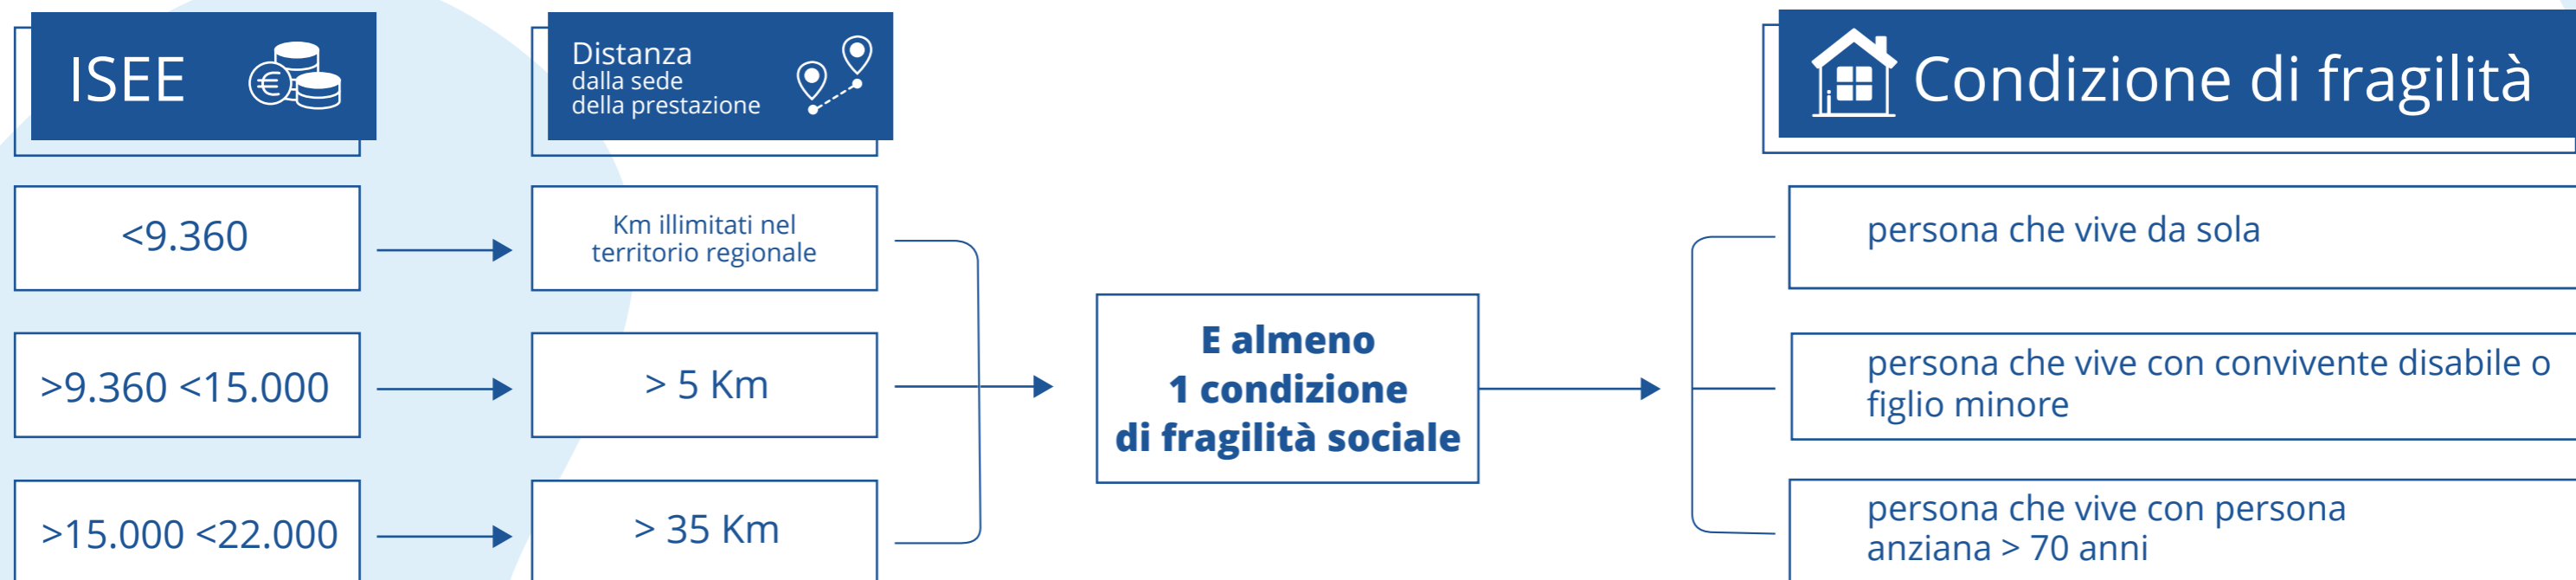 ISEE
Distanza
dalla sede
della prestazione
Condizione di fragilità
<9.360
Km illimitati nel
territorio regionale
persona che vive da sola
>9.360 <15.000
> 5 Km
E almeno
1 condizione
di fragilità sociale
persona che vive con convivente disabile o
figlio minore
>15.000 <22.000
> 35 Km
persona che vive con persona
anziana > 70 anni